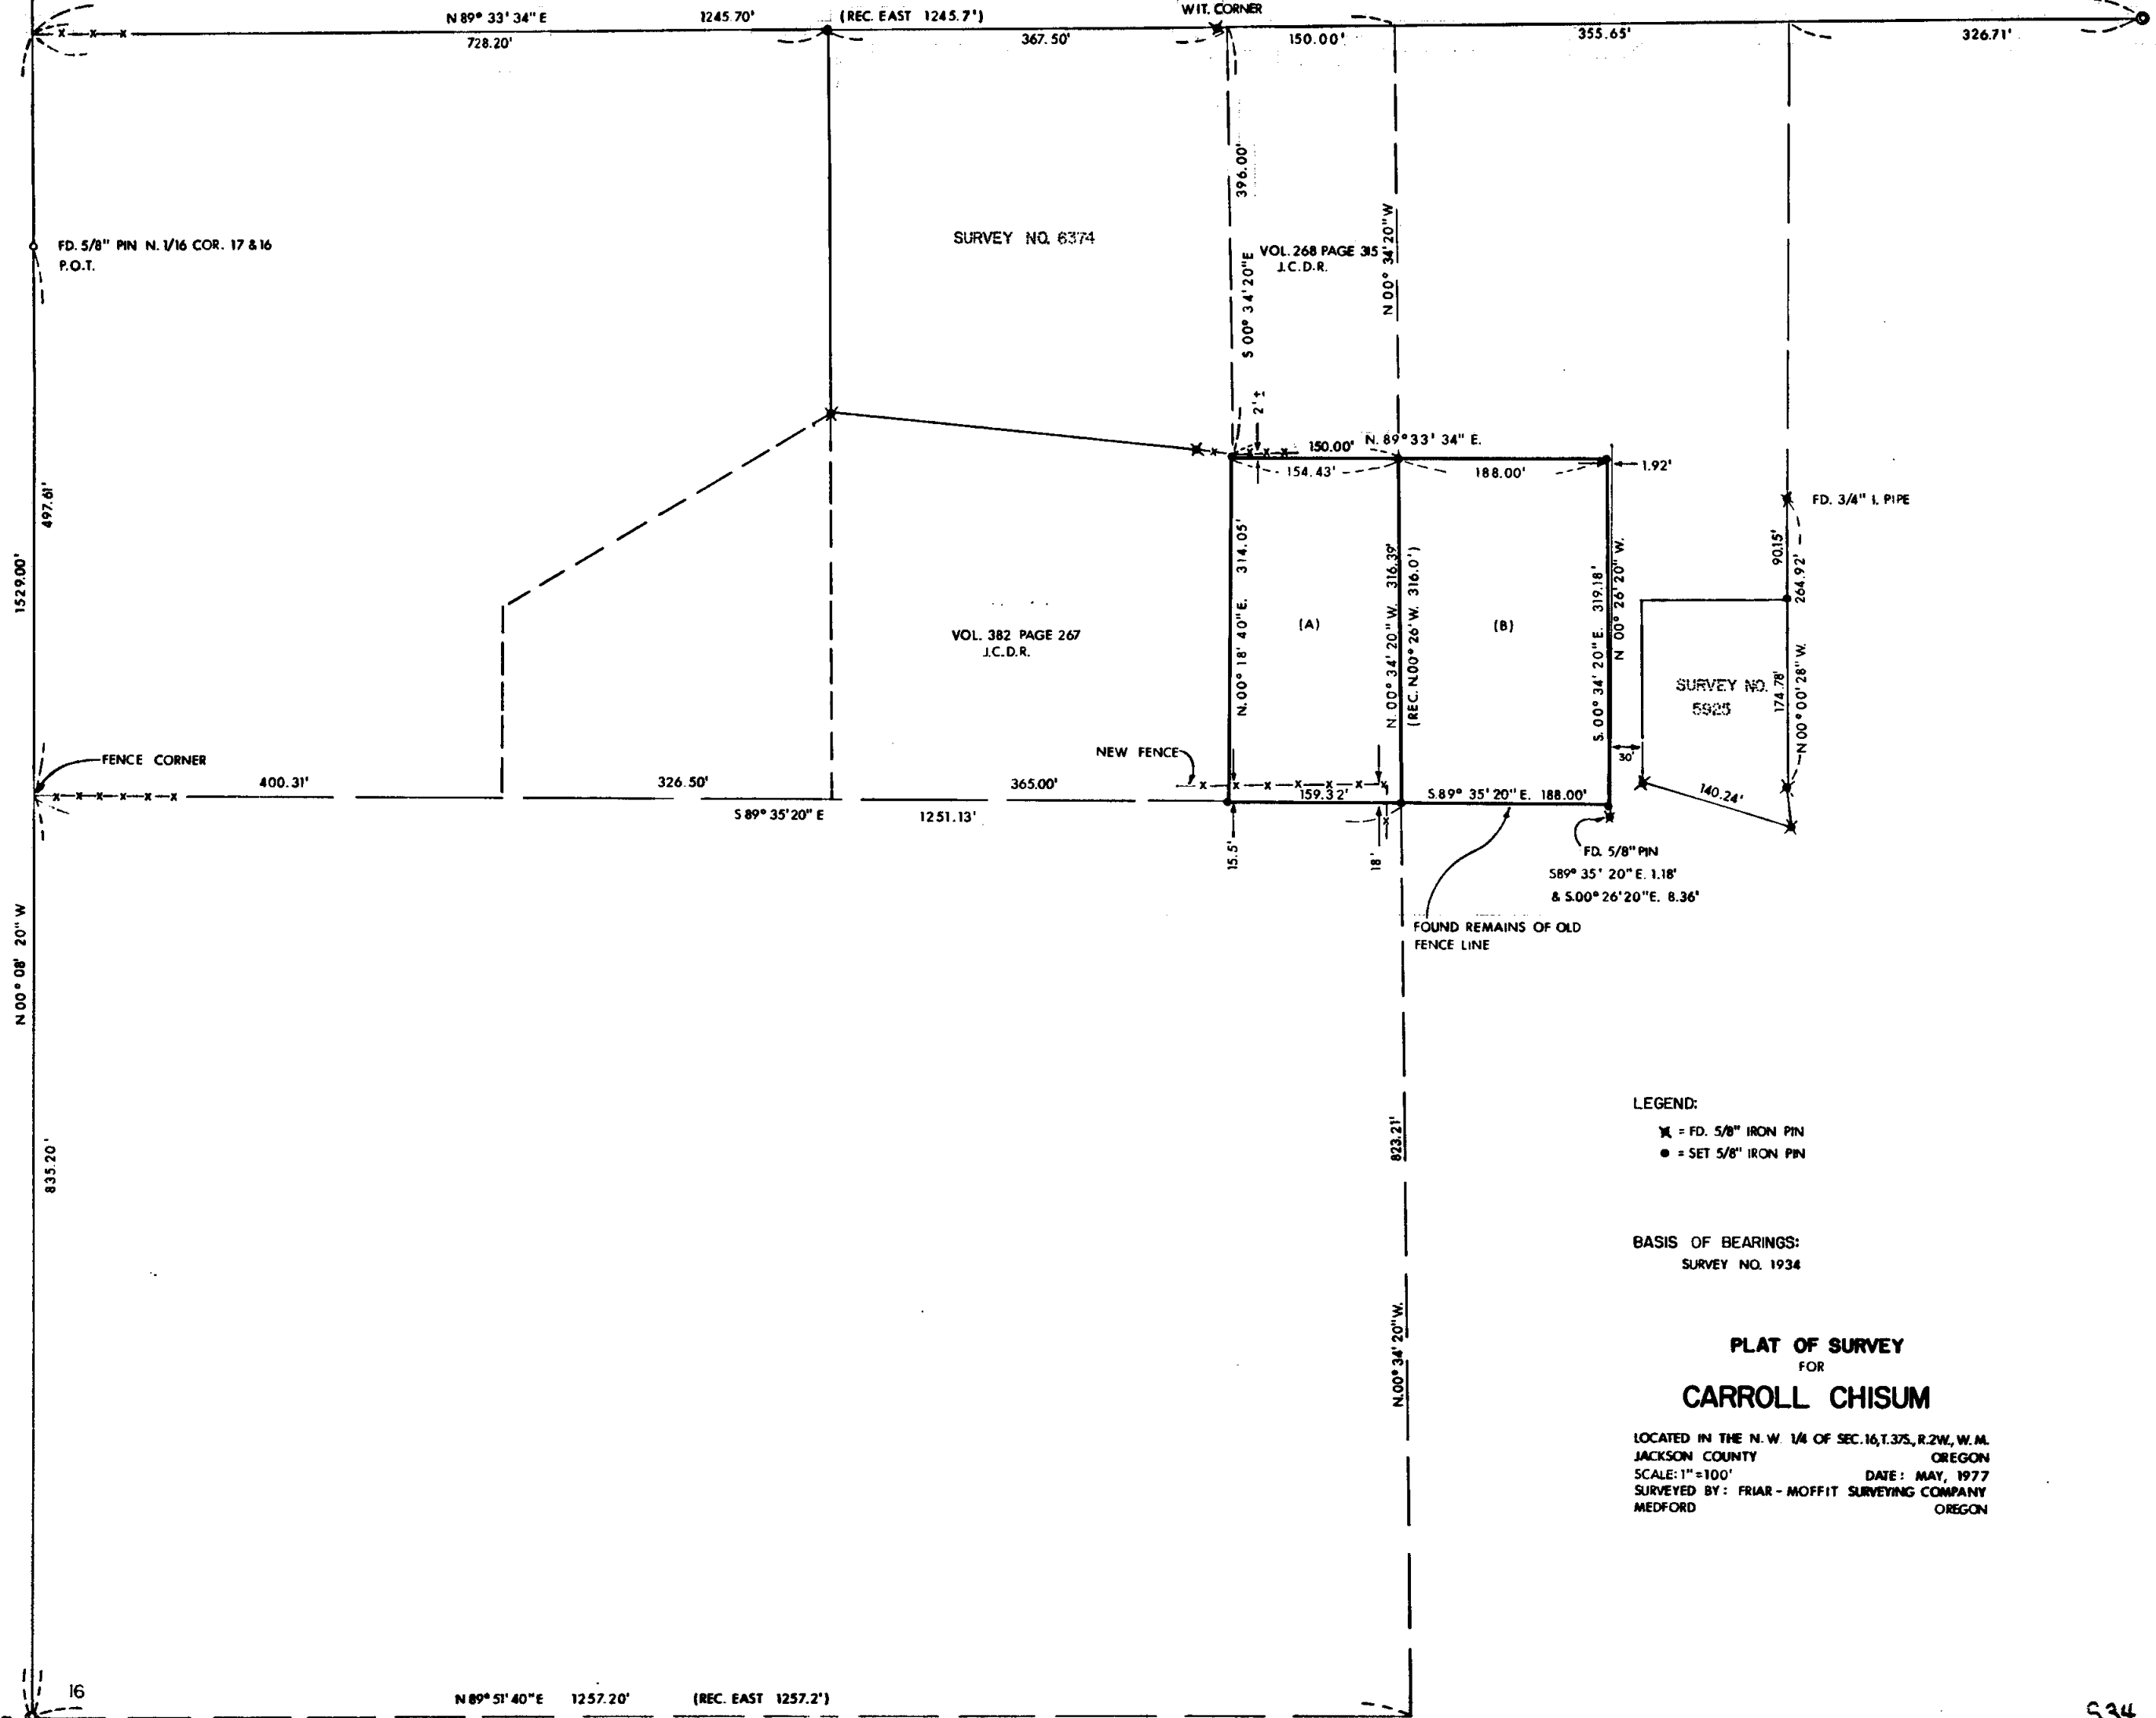 WIT. CORNER
N 89° 33' 34" E 1245.70' (REC. EAST 1245.7')
728.20'
367.50'
150.00'
355.65'
326.71'
396.00'
S 00° 34' 20" E
N 00° 34' 20" W
SURVEY NO. 6374
VOL. 268 PAGE 315
J.C.D.R.
FD. 5/8" PIN N. 1/16 COR. 17 & 16
P.O.T.
2' ±
150.00' N. 89° 33' 34" E.
154.43'
188.00'
1.92'
FD. 3/4" I. PIPE
497.61'
1529.00'
90.15'
264.92'
N. 00° 18' 40" E. 314.05'
N. 00° 34' 20" W. 316.39'
(REC. N.00° 26' W. 316.0')
S. 00° 34' 20" E. 319.18'
N 00° 26' 20" W.
(A)
(B)
VOL. 382 PAGE 267
J.C.D.R.
SURVEY NO.
5925
174.78'
N 00° 00' 28" W.
NEW FENCE
FENCE CORNER
30'
400.31'
326.50'
365.00'
159.32'
S.89° 35' 20" E. 188.00'
140.24'
S 89° 35' 20" E 1251.13'
15.5'
18'
FD. 5/8" PIN
S89° 35' 20" E. 1.18'
& S.00° 26' 20" E. 8.36'
FOUND REMAINS OF OLD
FENCE LINE
N 00° 08' 20" W
835.20'
823.21'
N.00° 34' 20" W.
LEGEND:
= FD. 5/8" IRON PIN
= SET 5/8" IRON PIN
BASIS OF BEARINGS:
SURVEY NO. 1934
PLAT OF SURVEY
FOR
CARROLL CHISUM
LOCATED IN THE N. W. 1/4 OF SEC. 16, T. 37S., R. 2W., W. M.
JACKSON COUNTY OREGON
SCALE: 1" = 100' DATE: MAY, 1977
SURVEYED BY: FRIAR - MOFFIT SURVEYING COMPANY
MEDFORD OREGON
16
N 89° 51' 40" E 1257.20' (REC. EAST 1257.2')